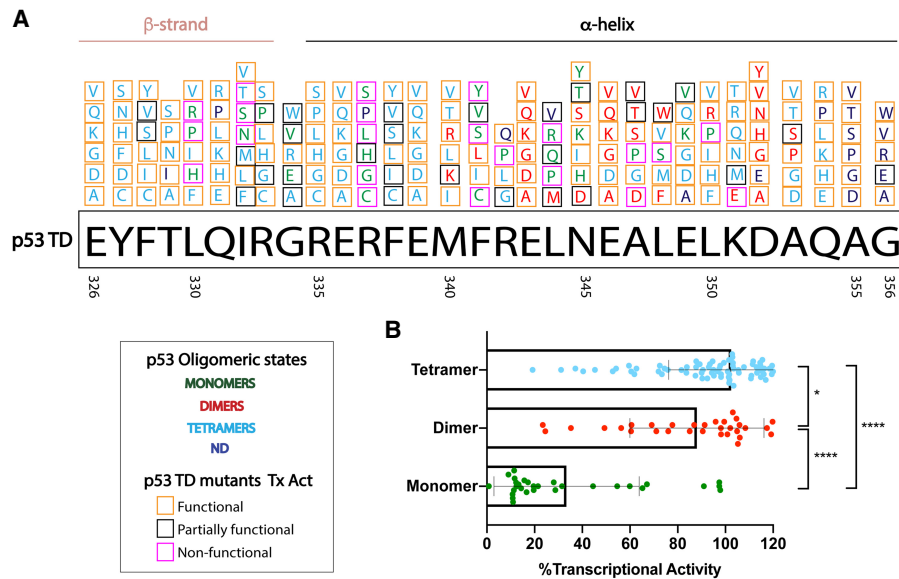 A
β-strand
α-helix
V Y Y
V S Y V R T S V S Y V V Y V T V V V V T V V R V
Q N V S R P S P W P Q P V Q T V Q V S Q T W Q R R N T P T W
K H S P P L N L V L K L S K R S K R K S V K P Q H S L S V
G F L N I K M H R H L G L L P G Q I G I P S G I N G P K P R
D D I I H H L G E G D G I D K I L D P H D G M D H M E D H G E
A C C A F E F C A C A C C A I C G A M D A D F A F E A D E D A
p53 TD EYFTLQIRGRERFEMFRELNEALELKDAQAG
326 330 335 340 345 350 355 356
p53 Oligomeric states
MONOMERS
DIMERS
TETRAMERS
ND
p53 TD mutants Tx Act
Functional
Partially functional
Non-functional
B
Tetramer
Dimer
Monomer
*
****
****
0 20 40 60 80 100 120
%Transcriptional Activity